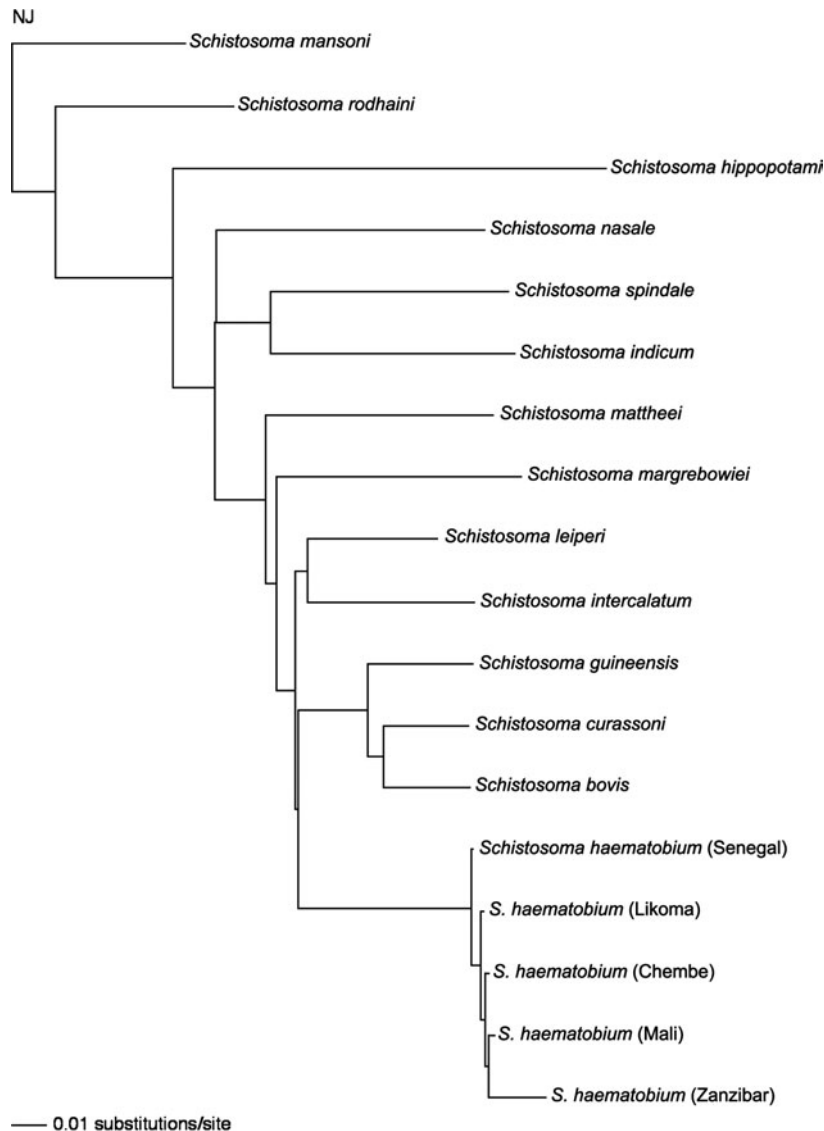 NJ
Schistosoma mansoni
Schistosoma rodhaini
Schistosoma hippopotami
Schistosoma nasale
Schistosoma spindale
Schistosoma indicum
Schistosoma mattheei
Schistosoma margrebowiei
Schistosoma leiperi
Schistosoma intercalatum
Schistosoma guineensis
Schistosoma curassoni
Schistosoma bovis
Schistosoma haematobium (Senegal)
S. haematobium (Likoma)
S. haematobium (Chembe)
S. haematobium (Mali)
S. haematobium (Zanzibar)
0.01 substitutions/site